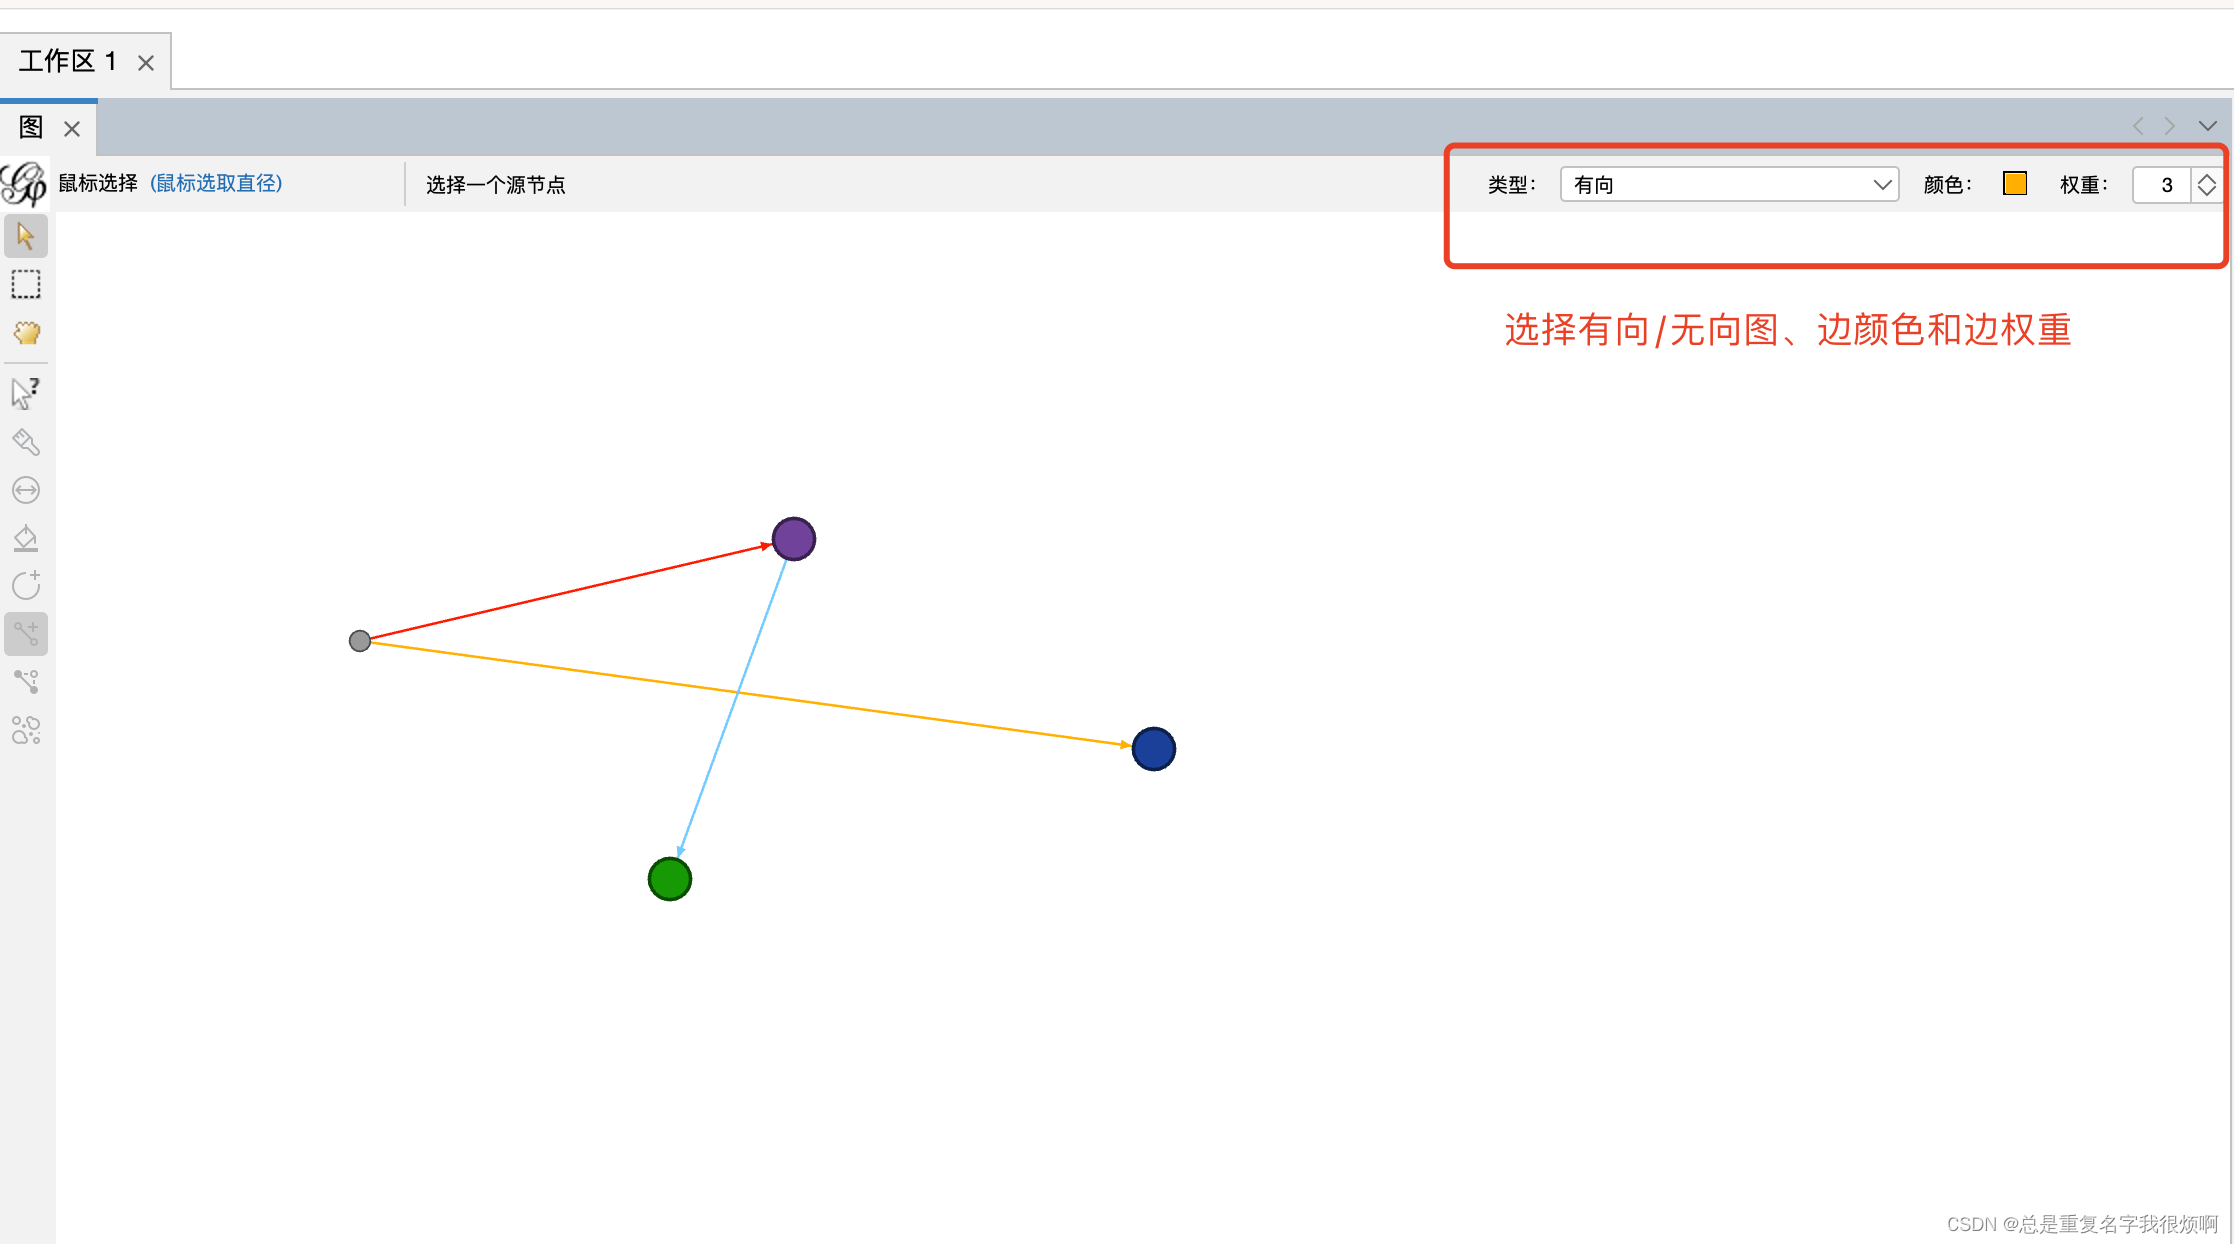 工作区 1
图
鼠标选择 (鼠标选取直径) 选择一个源节点 类型: 有向 颜色: 权重: 3
选择有向/无向图、边颜色和边权重
CSDN @总是重复名字我很烦啊